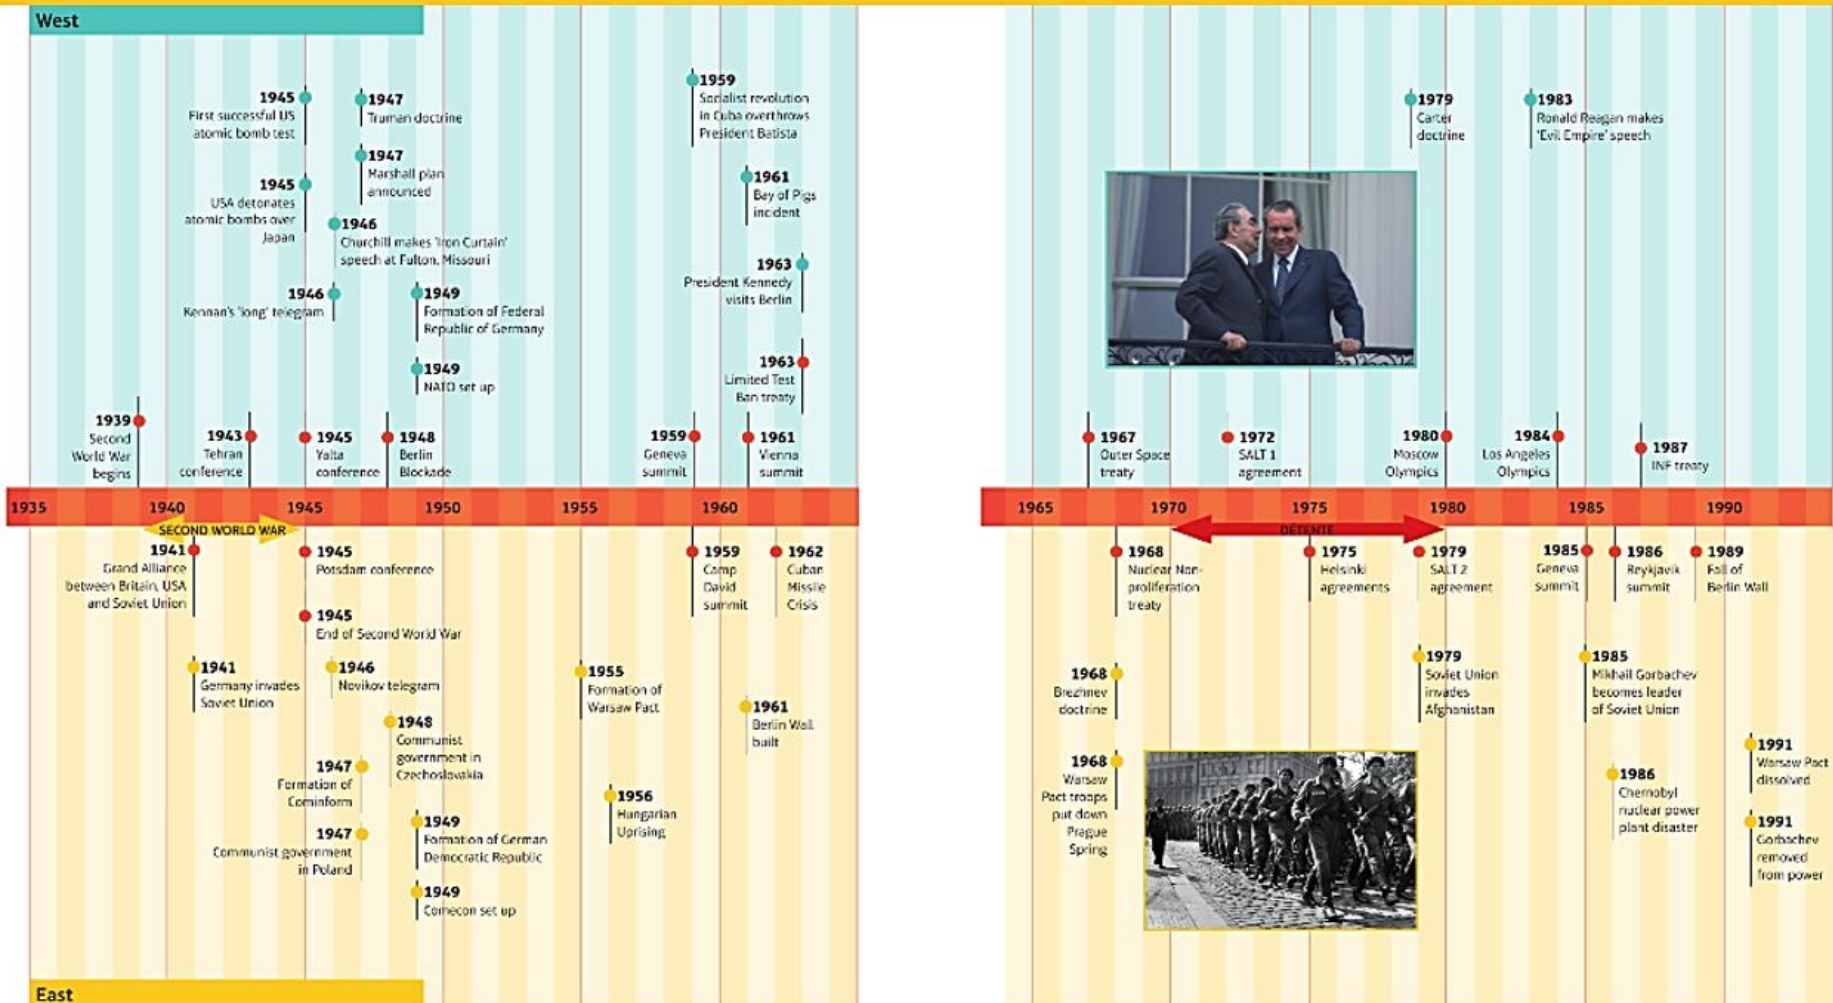 West
1945
First successful US
atomic bomb test
1945
USA detonates
atomic bombs over
Japan
1947
Truman doctrine
1947
Marshall plan
announced
1946
Churchill makes 'Iron Curtain'
speech at Fulton, Missouri
1946
Kennan's 'long' telegram
1949
Formation of Federal
Republic of Germany
1949
NATO set up
1959
Socialist revolution
in Cuba overthrows
President Batista
1961
Bay of Pigs
incident
1963
President Kennedy
visits Berlin
1963
Limited Test
Ban treaty
1939
Second
World War
begins
1943
Tehran
conference
1945
Yalta
conference
1948
Berlin
Blockade
1959
Geneva
summit
1961
Vienna
summit
1979
Carter
doctrine
1983
Ronald Reagan makes
'Evil Empire' speech
1967
Outer Space
treaty
1972
SALT 1
agreement
1980
Moscow
Olympics
1984
Los Angeles
Olympics
1987
INF treaty
1935 1940 1945 1950 1955 1960
1965 1970 1975 1980 1985 1990
SECOND WORLD WAR
DÉTENTE
1941
Grand Alliance
between Britain, USA
and Soviet Union
1945
Potsdam conference
1945
End of Second World War
1941
Germany invades
Soviet Union
1946
Novikov telegram
1948
Communist
government in
Czechoslovakia
1947
Formation of
Cominform
1947
Communist government
in Poland
1949
Formation of German
Democratic Republic
1949
Comecon set up
1959
Camp
David
summit
1962
Cuban
Missile
Crisis
1955
Formation of
Warsaw Pact
1961
Berlin Wall
built
1956
Hungarian
Uprising
1968
Nuclear Non-
proliferation
treaty
1975
Helsinki
agreements
1979
SALT 2
agreement
1985
Geneva
summit
1986
Reykjavik
summit
1989
Fall of
Berlin Wall
1968
Brezhnev
doctrine
1968
Warsaw
Pact troops
put down
Prague
Spring
1979
Soviet Union
invades
Afghanistan
1985
Mikhail Gorbachev
becomes leader
of Soviet Union
1986
Chernobyl
nuclear power
plant disaster
1991
Warsaw Pact
dissolved
1991
Gorbachev
removed
from power
East